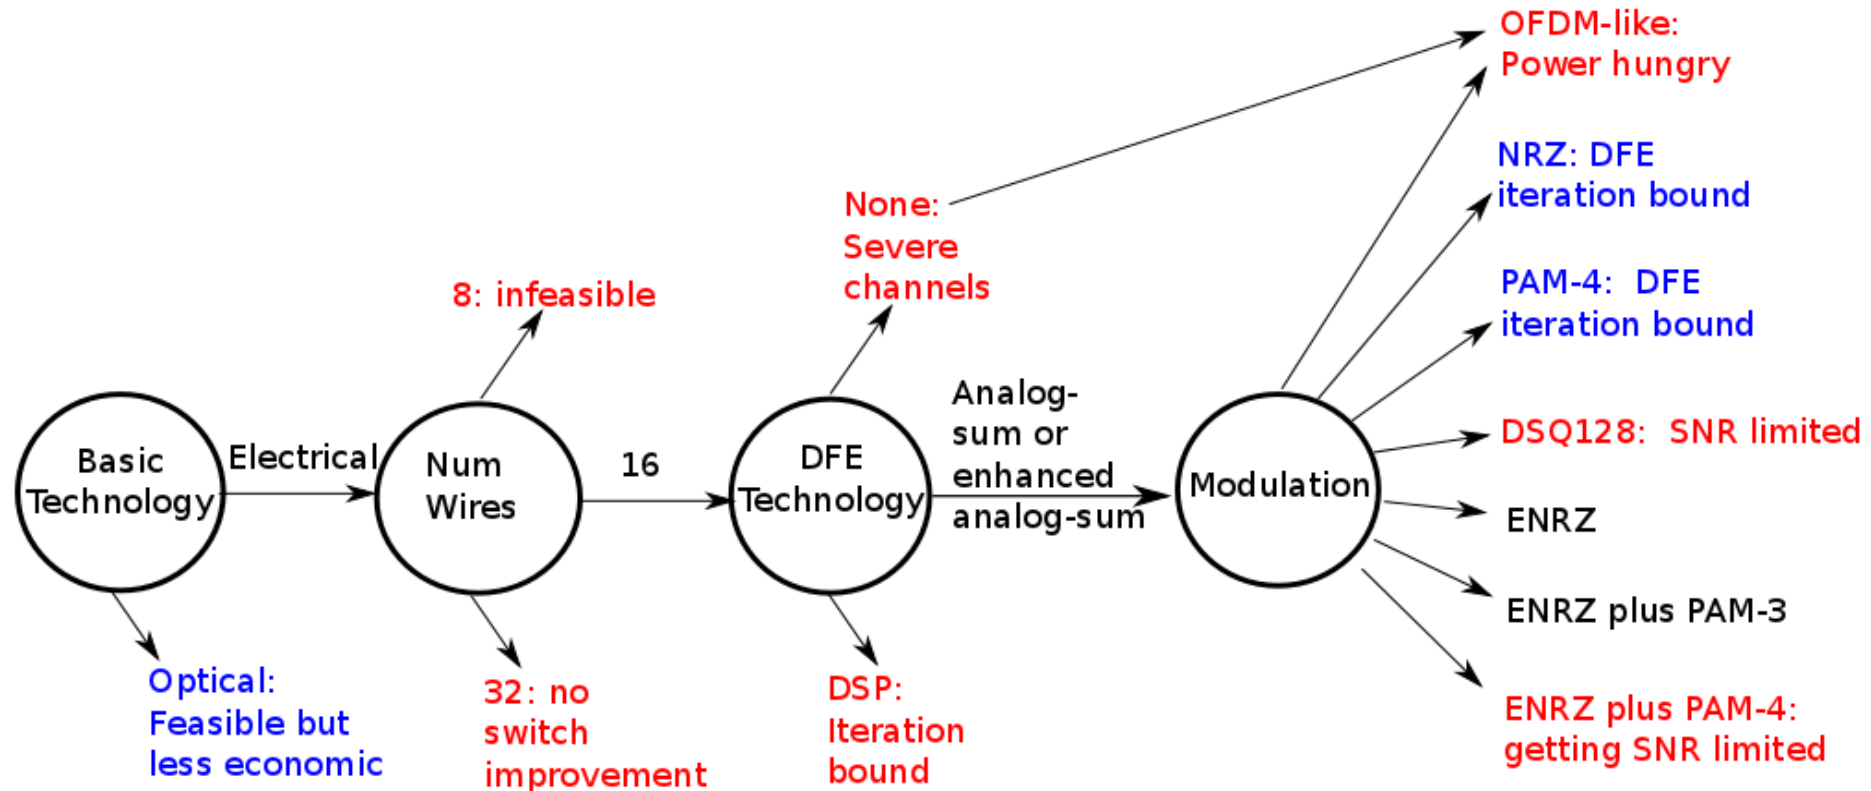 OFDM-like:
Power hungry
NRZ: DFE
iteration bound
None:
Severe
channels
PAM-4: DFE
iteration bound
8: infeasible
Analog-
sum or
enhanced
analog-sum
DSQ128: SNR limited
Basic
Technology
Electrical
Num
Wires
16
DFE
Technology
Modulation
ENRZ
ENRZ plus PAM-3
Optical:
Feasible but
less economic
32: no
switch
improvement
DSP:
Iteration
bound
ENRZ plus PAM-4:
getting SNR limited